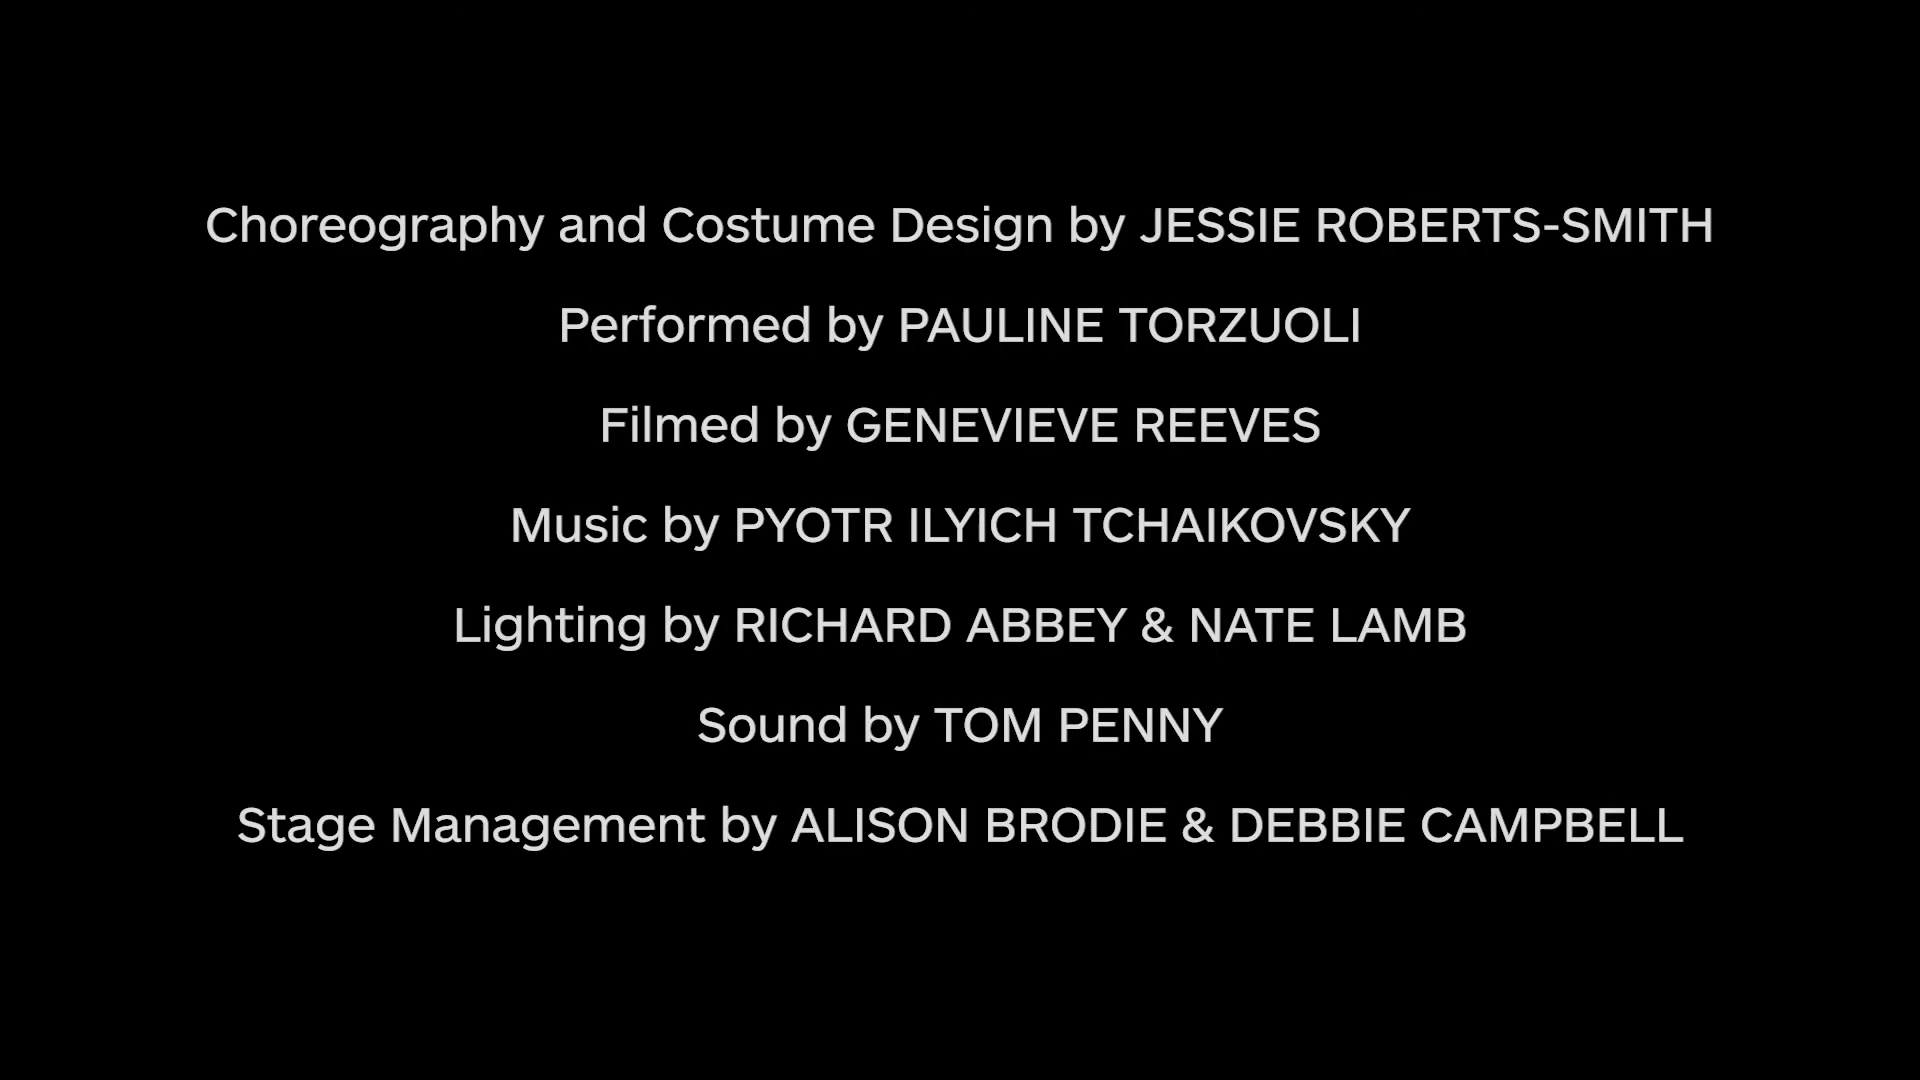 Choreography and Costume Design by JESSIE ROBERTS-SMITH
Performed by PAULINE TORZUOLI
Filmed by GENEVIEVE REEVES
Music by PYOTR ILYICH TCHAIKOVSKY
Lighting by RICHARD ABBEY & NATE LAMB
Sound by TOM PENNY
Stage Management by ALISON BRODIE & DEBBIE CAMPBELL